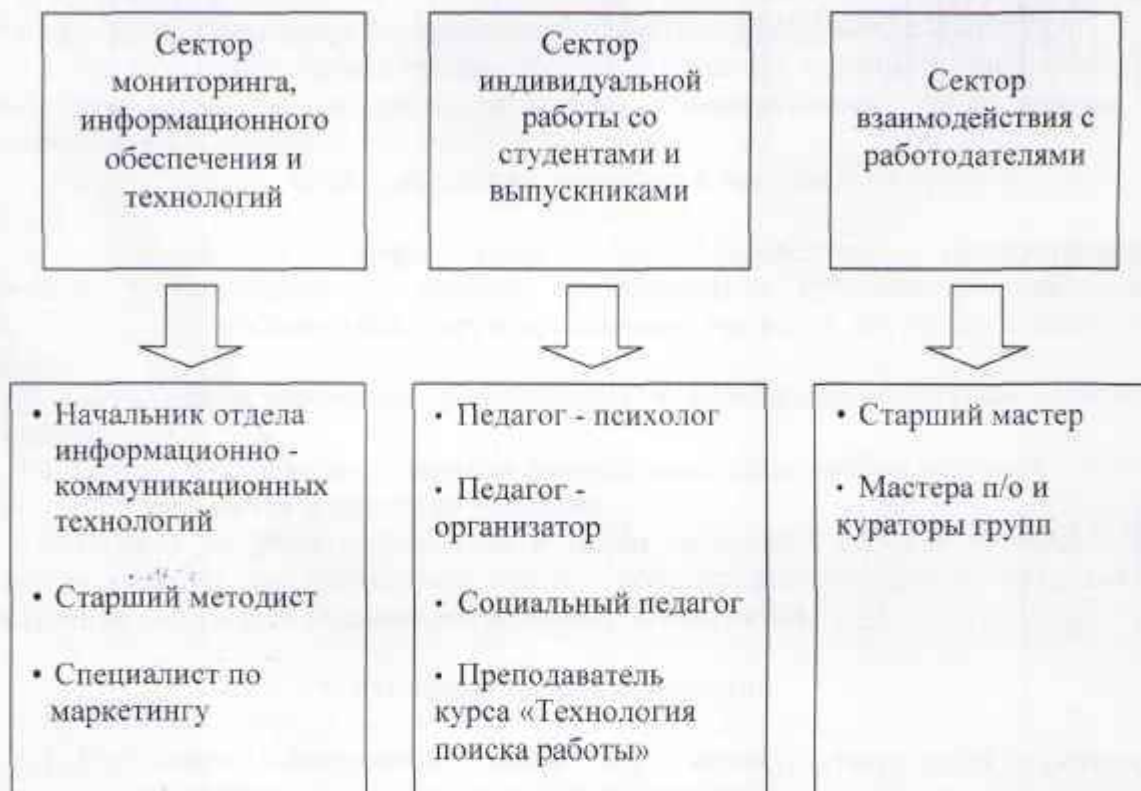 Сектор
мониторинга,
информационного
обеспечения и
технологий
Сектор
индивидуальной
работы со
студентами и
выпускниками
Сектор
взаимодействия с
работодателями
• Начальник отдела
информационно -
коммуникационных
технологий
• Старший методист
• Специалист по
маркетингу
• Педагог - психолог
• Педагог -
организатор
• Социальный педагог
• Преподаватель
курса «Технология
поиска работы»
• Старший мастер
• Мастера п/о и
кураторы групп